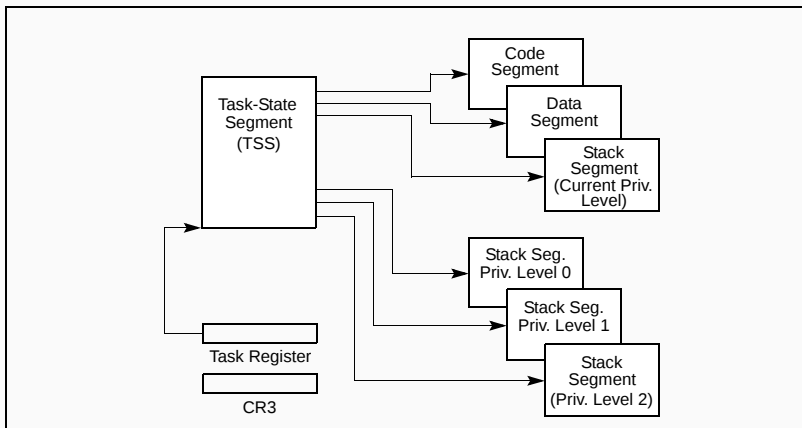 Code
Segment
Task-State
Segment
(TSS)
Data
Segment
Stack
Segment
(Current Priv.
Level)
Stack Seg.
Priv. Level 0
Stack Seg.
Priv. Level 1
Stack
Segment
(Priv. Level 2)
Task Register
CR3